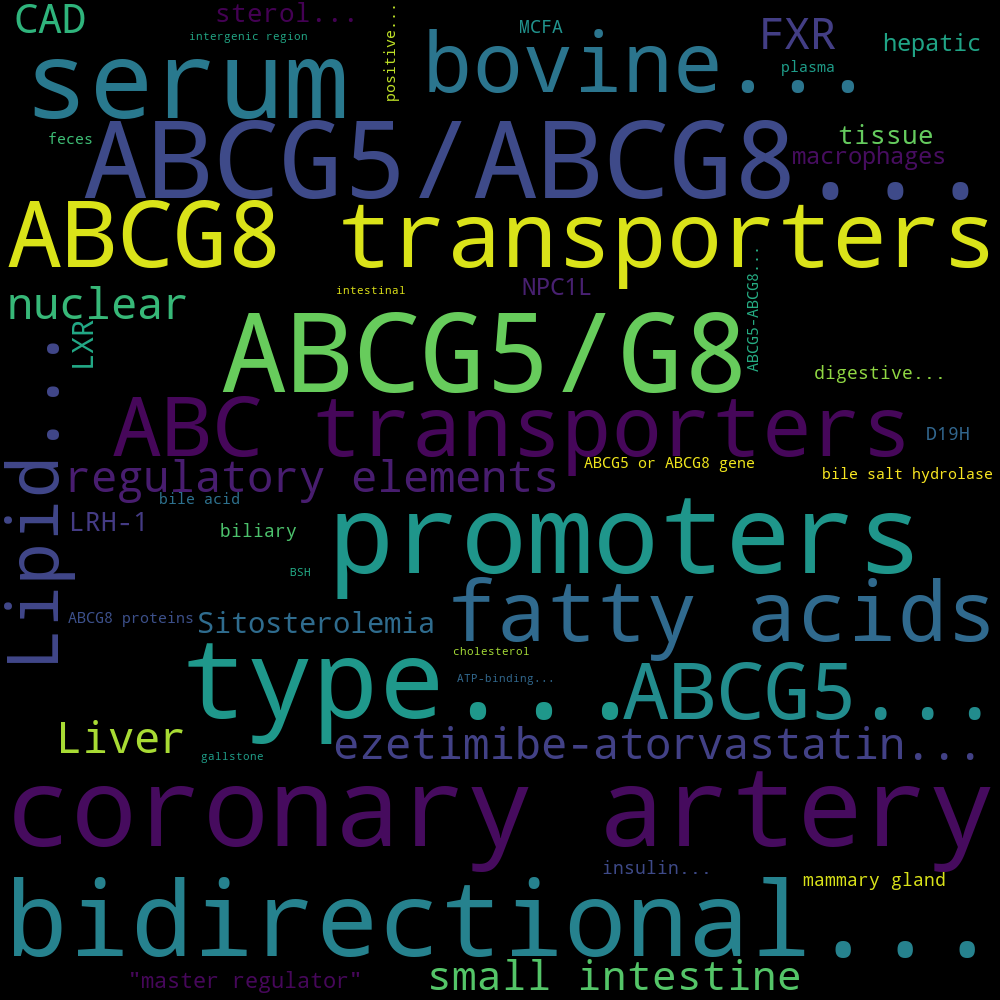 CAD
sterol...
intergenic region
positive...
MCFA
FXR
hepatic
serum
bovine...
plasma
feces
ABCG5/ABCG8...
tissue
macrophages
ABCG8 transporters
nuclear
intestinal
NPC1L
ABCG5-ABCG8...
LXR
ABCG5/G8
digestive...
Lipid...
ABC transporters
D19H
regulatory elements
ABCG5 or ABCG8 gene
bile salt hydrolase
bile acid
LRH-1
biliary
promoters
BSH
ABCG8 proteins
Sitosterolemia
fatty acids
cholesterol
type...
ATP-binding...
ABCG5...
Liver
gallstone
ezetimibe-atorvastatin...
coronary artery
insulin...
mammary gland
bidirectional...
"master regulator"
small intestine